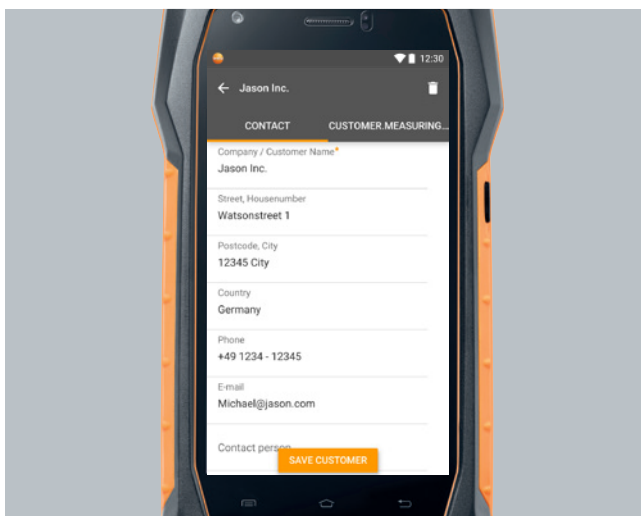 12:30
Jason Inc.
CONTACT CUSTOMER.MEASURING...
Company / Customer Name*
Jason Inc.
Street, Housenumber
Watsonstreet 1
Postcode, City
12345 City
Country
Germany
Phone
+49 1234 - 12345
E-mail
Michael@jason.com
Contact person
SAVE CUSTOMER